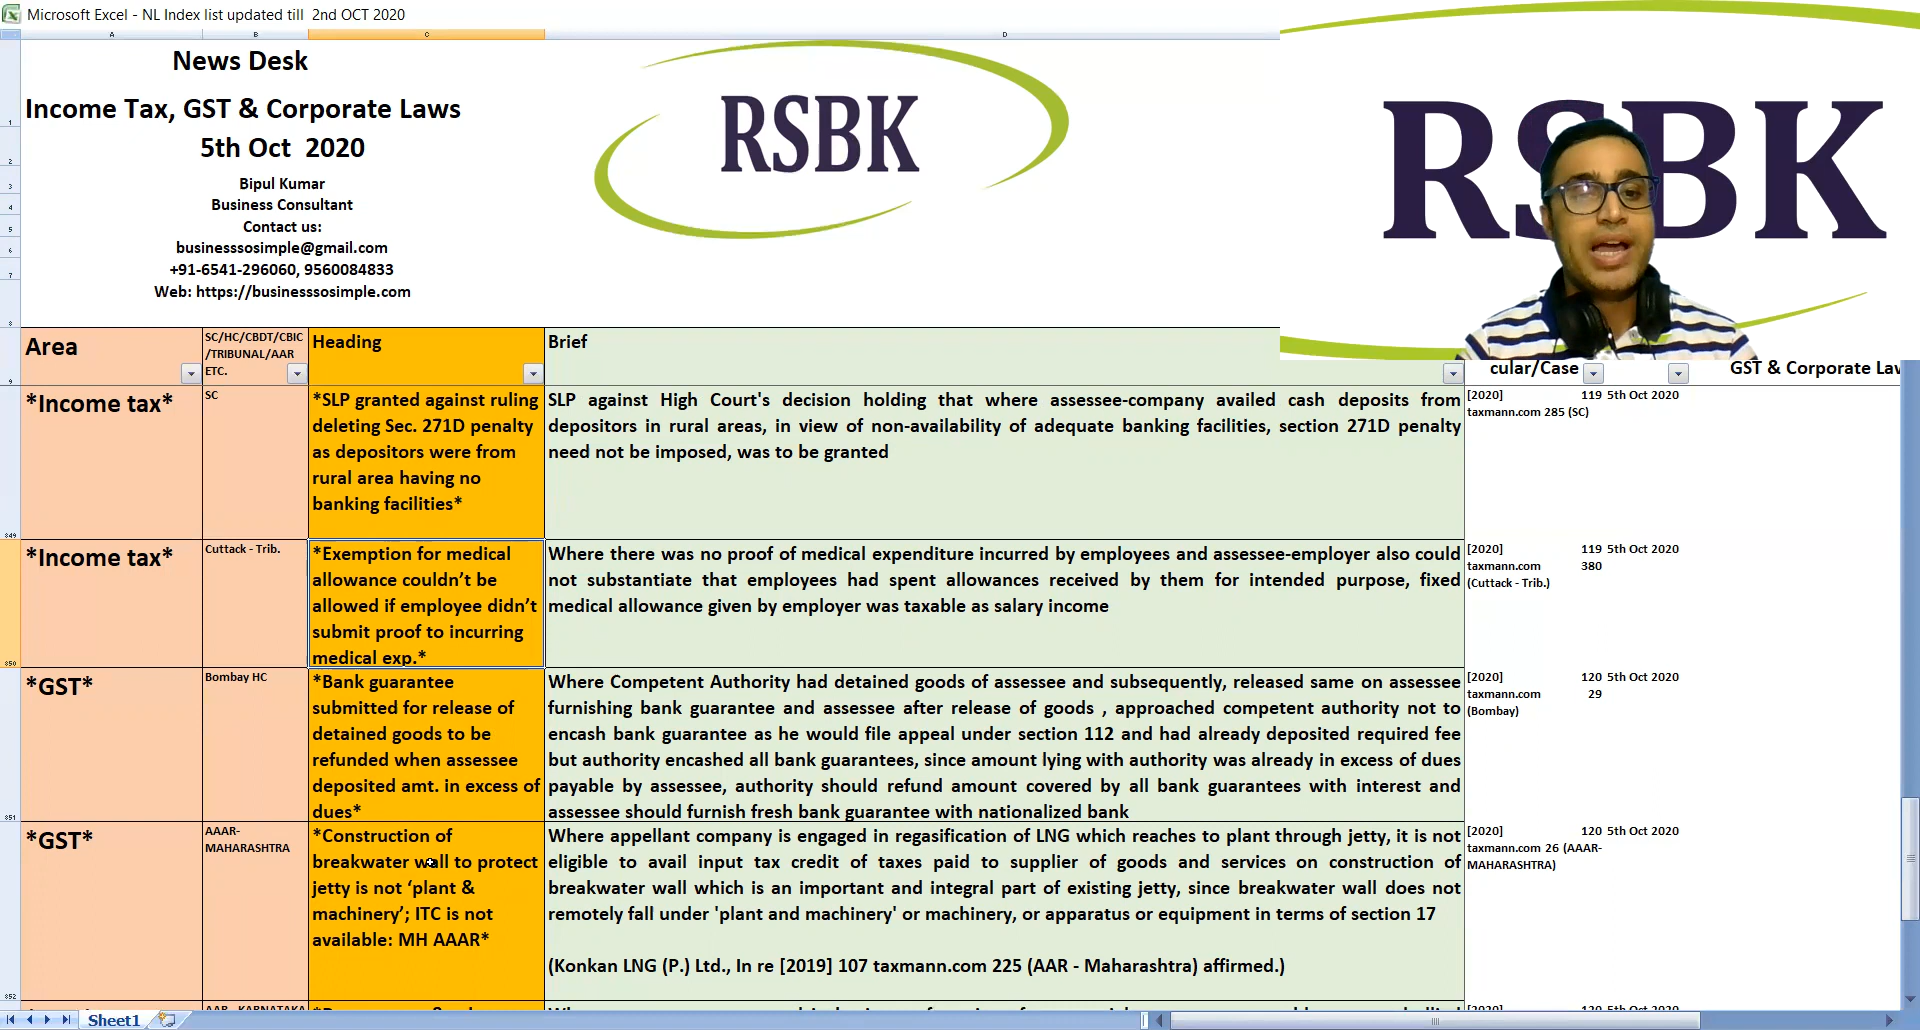 Microsoft Excel - NL Index list updated till 2nd OCT 2020
A B C D
News Desk
Income Tax, GST & Corporate Laws
5th Oct 2020
Bipul Kumar
Business Consultant
Contact us:
businesssosimple@gmail.com
+91-6541-296060, 9560084833
Web: https://businesssosimple.com
RSBK
RSBK
1
2
3
4
5
6
7
8
9
Area
SC/HC/CBDT/CBIC
/TRIBUNAL/AAR
ETC.
Heading
Brief
cular/Case
GST & Corporate Lav
849
*Income tax*
SC
*SLP granted against ruling
deleting Sec. 271D penalty
as depositors were from
rural area having no
banking facilities*
SLP against High Court's decision holding that where assessee-company availed cash deposits from
depositors in rural areas, in view of non-availability of adequate banking facilities, section 271D penalty
need not be imposed, was to be granted
[2020] 119
taxmann.com 285 (SC)
5th Oct 2020
850
*Income tax*
Cuttack - Trib.
*Exemption for medical
allowance couldn’t be
allowed if employee didn’t
submit proof to incurring
medical exp.*
Where there was no proof of medical expenditure incurred by employees and assessee-employer also could
not substantiate that employees had spent allowances received by them for intended purpose, fixed
medical allowance given by employer was taxable as salary income
[2020] 119
taxmann.com 380
(Cuttack - Trib.)
5th Oct 2020
851
*GST*
Bombay HC
*Bank guarantee
submitted for release of
detained goods to be
refunded when assessee
deposited amt. in excess of
dues*
Where Competent Authority had detained goods of assessee and subsequently, released same on assessee
furnishing bank guarantee and assessee after release of goods , approached competent authority not to
encash bank guarantee as he would file appeal under section 112 and had already deposited required fee
but authority encashed all bank guarantees, since amount lying with authority was already in excess of dues
payable by assessee, authority should refund amount covered by all bank guarantees with interest and
assessee should furnish fresh bank guarantee with nationalized bank
[2020] 120
taxmann.com 29
(Bombay)
5th Oct 2020
852
*GST*
AAAR-
MAHARASHTRA
*Construction of
breakwater wall to protect
jetty is not ‘plant &
machinery’; ITC is not
available: MH AAAR*
Where appellant company is engaged in regasification of LNG which reaches to plant through jetty, it is not
eligible to avail input tax credit of taxes paid to supplier of goods and services on construction of
breakwater wall which is an important and integral part of existing jetty, since breakwater wall does not
remotely fall under 'plant and machinery' or machinery, or apparatus or equipment in terms of section 17
(Konkan LNG (P.) Ltd., In re [2019] 107 taxmann.com 225 (AAR - Maharashtra) affirmed.)
[2020] 120
taxmann.com 26 (AAAR-
MAHARASHTRA)
5th Oct 2020
Sheet1